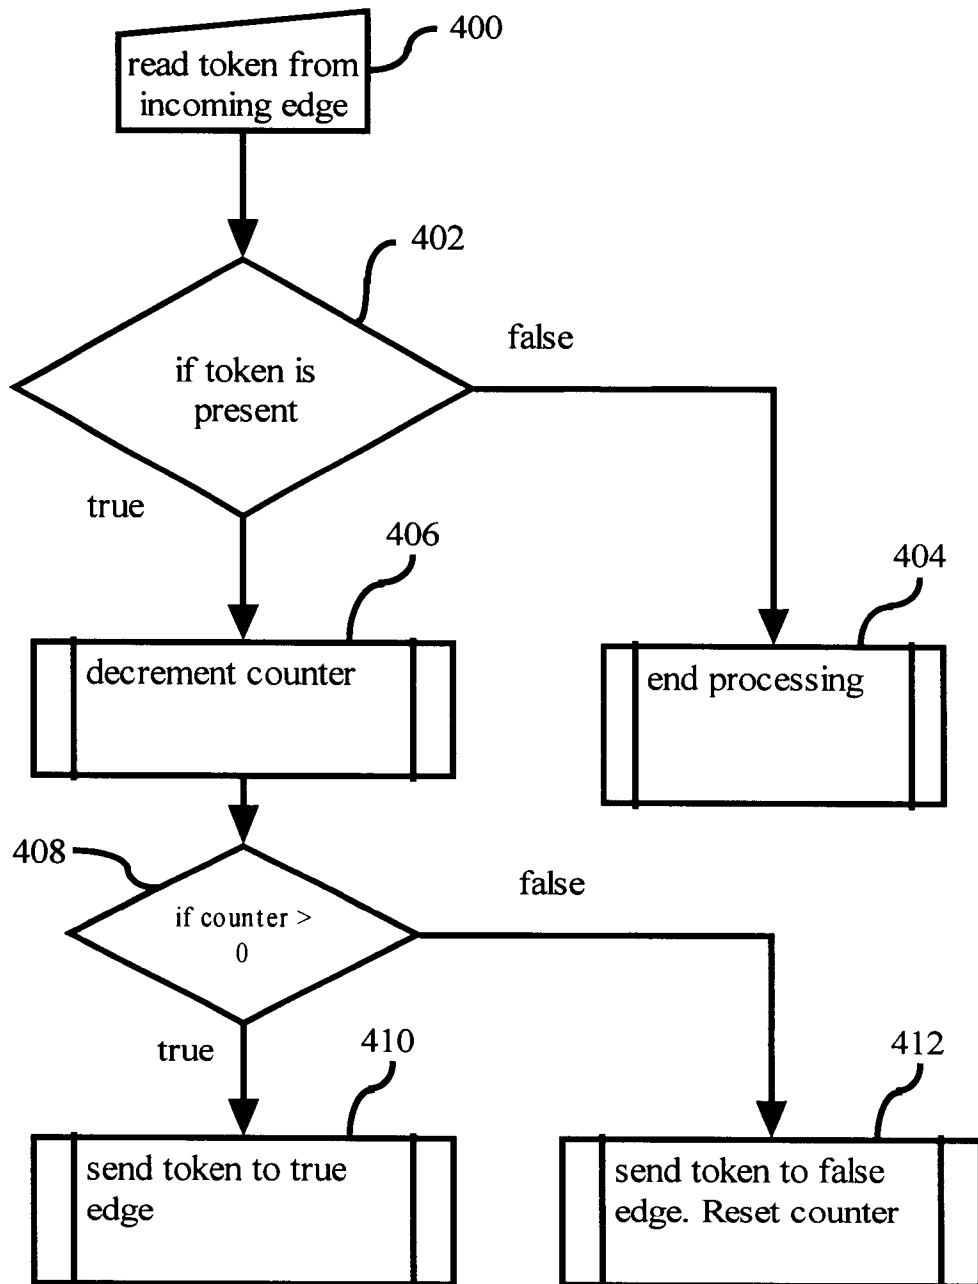 400
read token from
incoming edge
402
false
if token is
present
true
406
404
decrement counter
end processing
408
false
if counter >
0
true
410
412
send token to true
edge
send token to false
edge. Reset counter